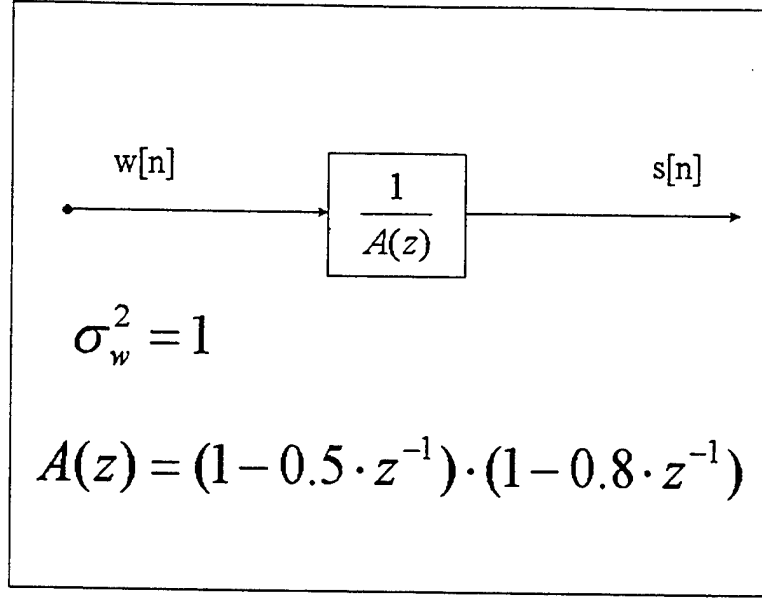 w[n]
1
A(z)
s[n]
σ_w^2 = 1
A(z) = (1 − 0.5 · z^{-1}) · (1 − 0.8 · z^{-1})